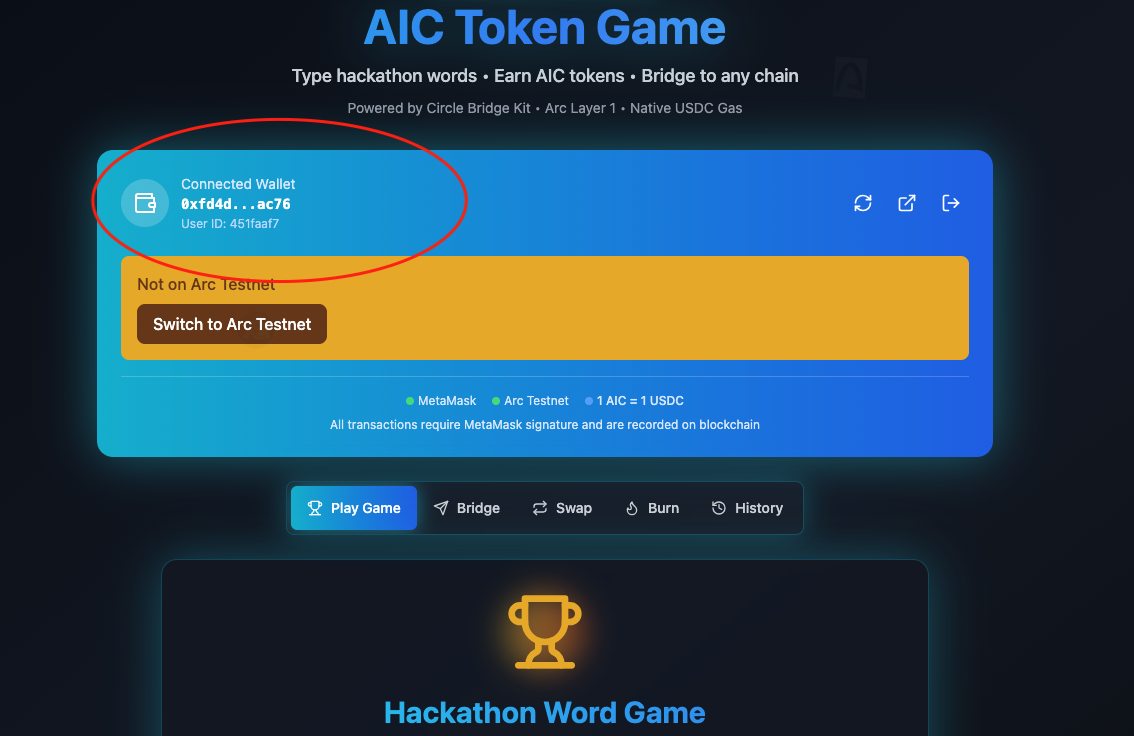 AIC Token Game
Type hackathon words • Earn AIC tokens • Bridge to any chain
Powered by Circle Bridge Kit • Arc Layer 1 • Native USDC Gas
Connected Wallet
0xfd4d...ac76
User ID: 451faaf7
Not on Arc Testnet
Switch to Arc Testnet
MetaMask Arc Testnet 1 AIC = 1 USDC
All transactions require MetaMask signature and are recorded on blockchain
Play Game Bridge Swap Burn History
Hackathon Word Game